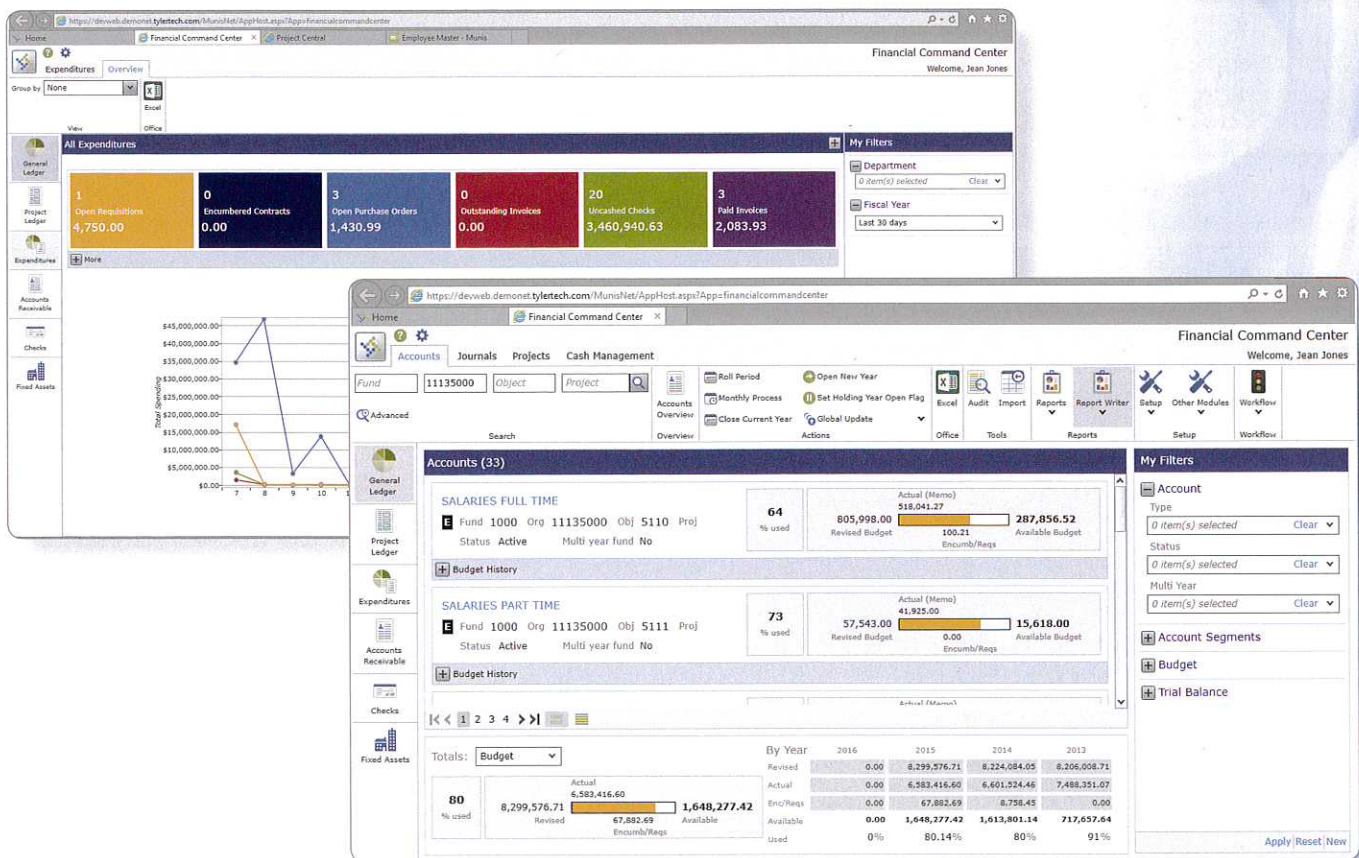 https://devweb.demonet.tylertech.com/MunisNet/AppHost.aspx?App=financialcommandcenter
Home
Financial Command Center
Project Central
Employee Master - Munis
Financial Command Center
Welcome, Jean Jones
Expenditures Overview
Group by None
Excel
View Office
General Ledger
Project Ledger
Expenditures
Accounts Receivable
Checks
Fixed Assets
All Expenditures
1
Open Requisitions
4,750.00
0
Encumbered Contracts
0.00
3
Open Purchase Orders
1,430.99
0
Outstanding Invoices
0.00
20
Uncashed Checks
3,460,940.63
3
Paid Invoices
2,083.93
More
My Filters
Department
0 item(s) selected Clear
Fiscal Year
Last 30 days
Total Spending
$45,000,000.00
$40,000,000.00
$35,000,000.00
$30,000,000.00
$25,000,000.00
$20,000,000.00
$15,000,000.00
$10,000,000.00
$5,000,000.00
$0.00
7 8 9 10
https://devweb.demonet.tylertech.com/MunisNet/AppHost.aspx?App=financialcommandcenter
Home
Financial Command Center
Financial Command Center
Welcome, Jean Jones
Accounts Journals Projects Cash Management
Fund 11135000 Object Project
Advanced
Search
Accounts Overview
Overview
Roll Period
Monthly Process
Close Current Year
Open New Year
Set Holding Year Open Flag
Global Update
Actions
Excel
Office
Audit Import
Tools
Reports Report Writer
Reports
Setup Other Modules
Setup
Workflow
Workflow
General Ledger
Project Ledger
Expenditures
Accounts Receivable
Checks
Fixed Assets
Accounts (33)
SALARIES FULL TIME
E Fund 1000 Org 11135000 Obj 5110 Proj
Status Active Multi year fund No
64
% used
Actual (Memo)
518,041.27
805,998.00 287,856.52
Revised Budget 100.21 Available Budget
Encumb/Reqs
Budget History
SALARIES PART TIME
E Fund 1000 Org 11135000 Obj 5111 Proj
Status Active Multi year fund No
73
% used
Actual (Memo)
41,925.00
57,543.00 15,618.00
Revised Budget 0.00 Available Budget
Encumb/Reqs
Budget History
Actual (Memo)
1 2 3 4
Totals: Budget
80
% used
Actual
6,583,416.60
8,299,576.71 1,648,277.42
Revised 67,882.69 Available
Encumb/Reqs
By Year 2016 2015 2014 2013
Revised 0.00 8,299,576.71 8,224,084.05 8,206,008.71
Actual 0.00 6,583,416.60 6,601,524.46 7,488,351.07
Enc/Reqs 0.00 67,882.69 8,758.45 0.00
Available 0.00 1,648,277.42 1,613,801.14 717,657.64
Used 0% 80.14% 80% 91%
My Filters
Account
Type
0 item(s) selected Clear
Status
0 item(s) selected Clear
Multi Year
0 item(s) selected Clear
Account Segments
Budget
Trial Balance
Apply Reset New